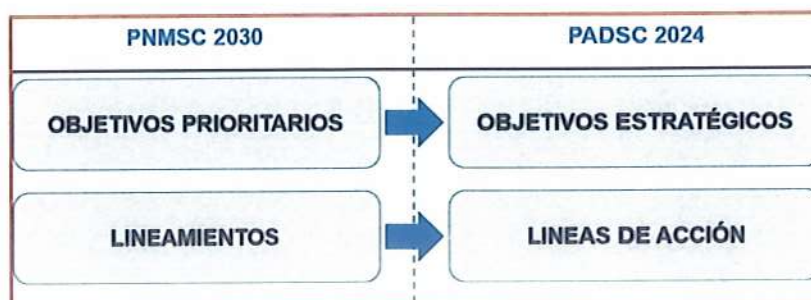 PNMSC 2030
PADSC 2024
OBJETIVOS PRIORITARIOS
OBJETIVOS ESTRATÉGICOS
LINEAMIENTOS
LINEAS DE ACCIÓN